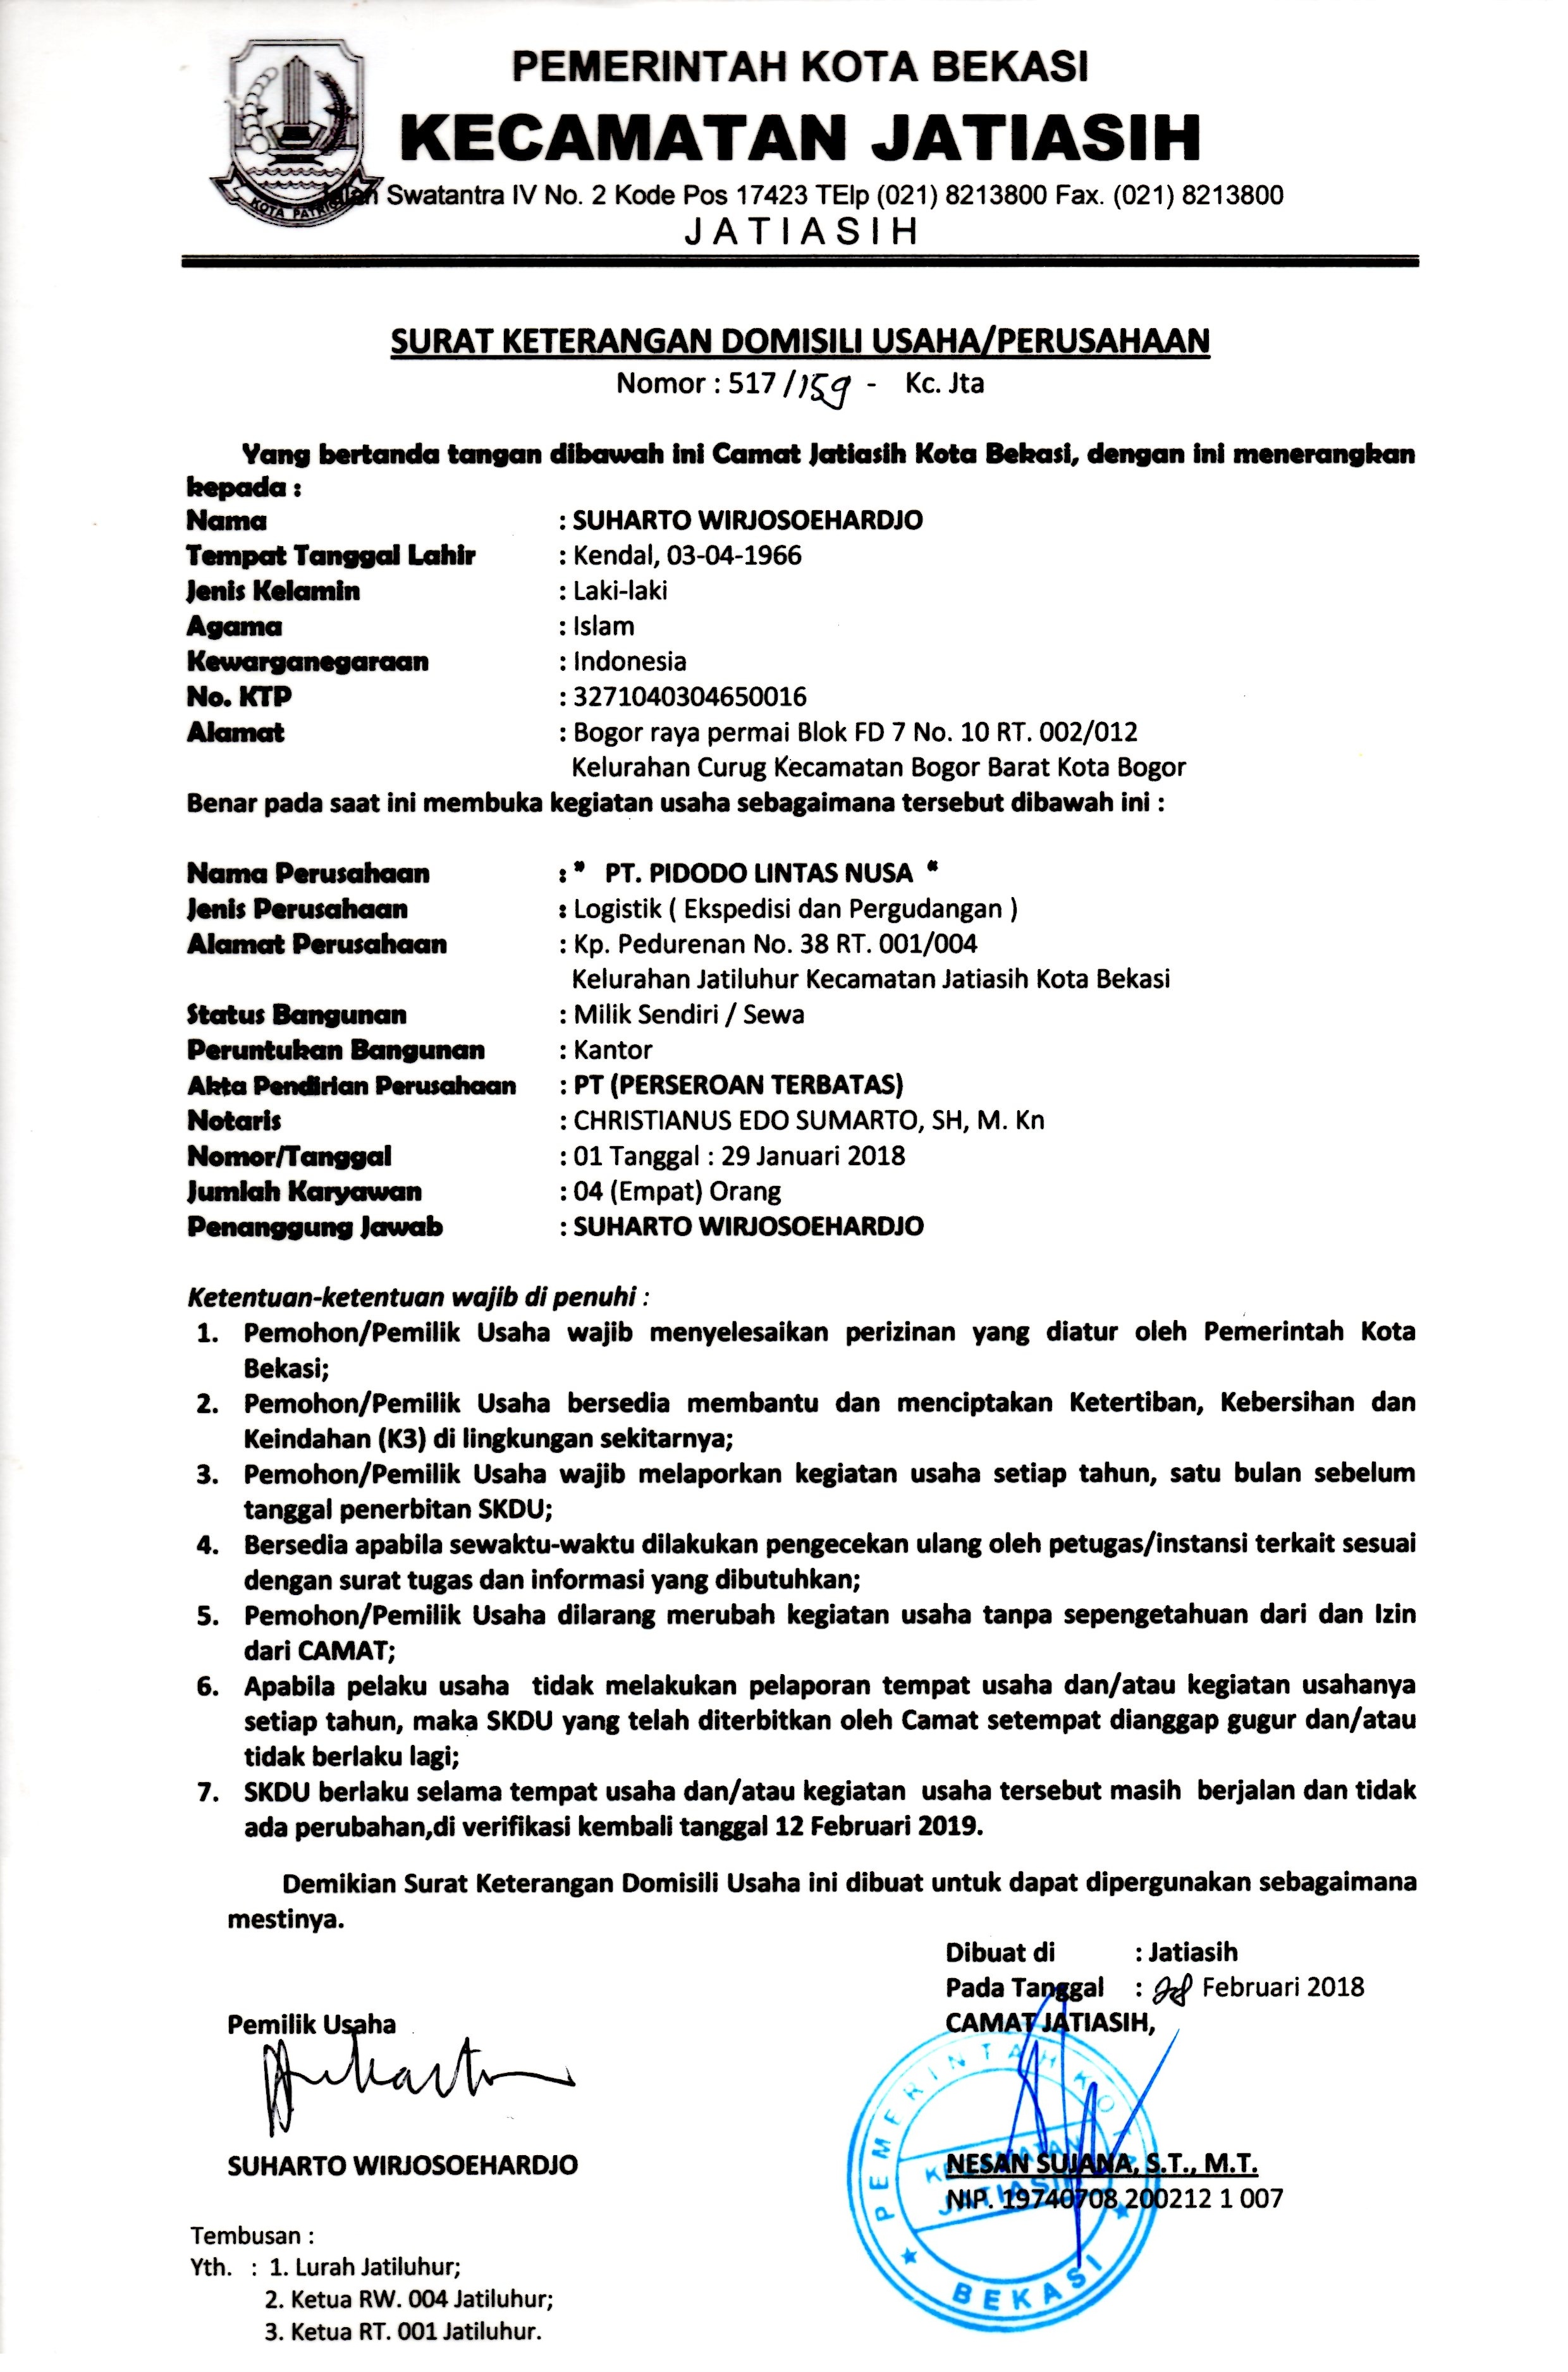 PEMERINTAH KOTA BEKASI
KECAMATAN JATIASIH
Jalan Swatantra IV No. 2 Kode Pos 17423 TElp (021) 8213800 Fax. (021) 8213800
KOTA PATRIOT
JATIASIH
SURAT KETERANGAN DOMISILI USAHA/PERUSAHAAN
Nomor : 517 /159 - Kc. Jta
Yang bertanda tangan dibawah ini Camat Jatiasih Kota Bekasi, dengan ini menerangkan
kepada :
Nama : SUHARTO WIRJOSOEHARDJO
Tempat Tanggal Lahir : Kendal, 03-04-1966
Jenis Kelamin : Laki-laki
Agama : Islam
Kewarganegaraan : Indonesia
No. KTP : 3271040304650016
Alamat : Bogor raya permai Blok FD 7 No. 10 RT. 002/012
Kelurahan Curug Kecamatan Bogor Barat Kota Bogor
Benar pada saat ini membuka kegiatan usaha sebagaimana tersebut dibawah ini :
Nama Perusahaan : " PT. PIDODO LINTAS NUSA "
Jenis Perusahaan : Logistik ( Ekspedisi dan Pergudangan )
Alamat Perusahaan : Kp. Pedurenan No. 38 RT. 001/004
Kelurahan Jatiluhur Kecamatan Jatiasih Kota Bekasi
Status Bangunan : Milik Sendiri / Sewa
Peruntukan Bangunan : Kantor
Akta Pendirian Perusahaan : PT (PERSEROAN TERBATAS)
Notaris : CHRISTIANUS EDO SUMARTO, SH, M. Kn
Nomor/Tanggal : 01 Tanggal : 29 Januari 2018
Jumlah Karyawan : 04 (Empat) Orang
Penanggung Jawab : SUHARTO WIRJOSOEHARDJO
Ketentuan-ketentuan wajib di penuhi :
1. Pemohon/Pemilik Usaha wajib menyelesaikan perizinan yang diatur oleh Pemerintah Kota
Bekasi;
2. Pemohon/Pemilik Usaha bersedia membantu dan menciptakan Ketertiban, Kebersihan dan
Keindahan (K3) di lingkungan sekitarnya;
3. Pemohon/Pemilik Usaha wajib melaporkan kegiatan usaha setiap tahun, satu bulan sebelum
tanggal penerbitan SKDU;
4. Bersedia apabila sewaktu-waktu dilakukan pengecekan ulang oleh petugas/instansi terkait sesuai
dengan surat tugas dan informasi yang dibutuhkan;
5. Pemohon/Pemilik Usaha dilarang merubah kegiatan usaha tanpa sepengetahuan dari dan Izin
dari CAMAT;
6. Apabila pelaku usaha tidak melakukan pelaporan tempat usaha dan/atau kegiatan usahanya
setiap tahun, maka SKDU yang telah diterbitkan oleh Camat setempat dianggap gugur dan/atau
tidak berlaku lagi;
7. SKDU berlaku selama tempat usaha dan/atau kegiatan usaha tersebut masih berjalan dan tidak
ada perubahan,di verifikasi kembali tanggal 12 Februari 2019.
Demikian Surat Keterangan Domisili Usaha ini dibuat untuk dapat dipergunakan sebagaimana
mestinya.
Dibuat di : Jatiasih
Pada Tanggal : 28 Februari 2018
Pemilik Usaha
CAMAT JATIASIH,
PEMERINTAH KOTA
KECAMATAN
JATIASIH
BEKASI
SUHARTO WIRJOSOEHARDJO
NESAN SUJANA, S.T., M.T.
NIP. 19740708 200212 1 007
Tembusan :
Yth. : 1. Lurah Jatiluhur;
2. Ketua RW. 004 Jatiluhur;
3. Ketua RT. 001 Jatiluhur.